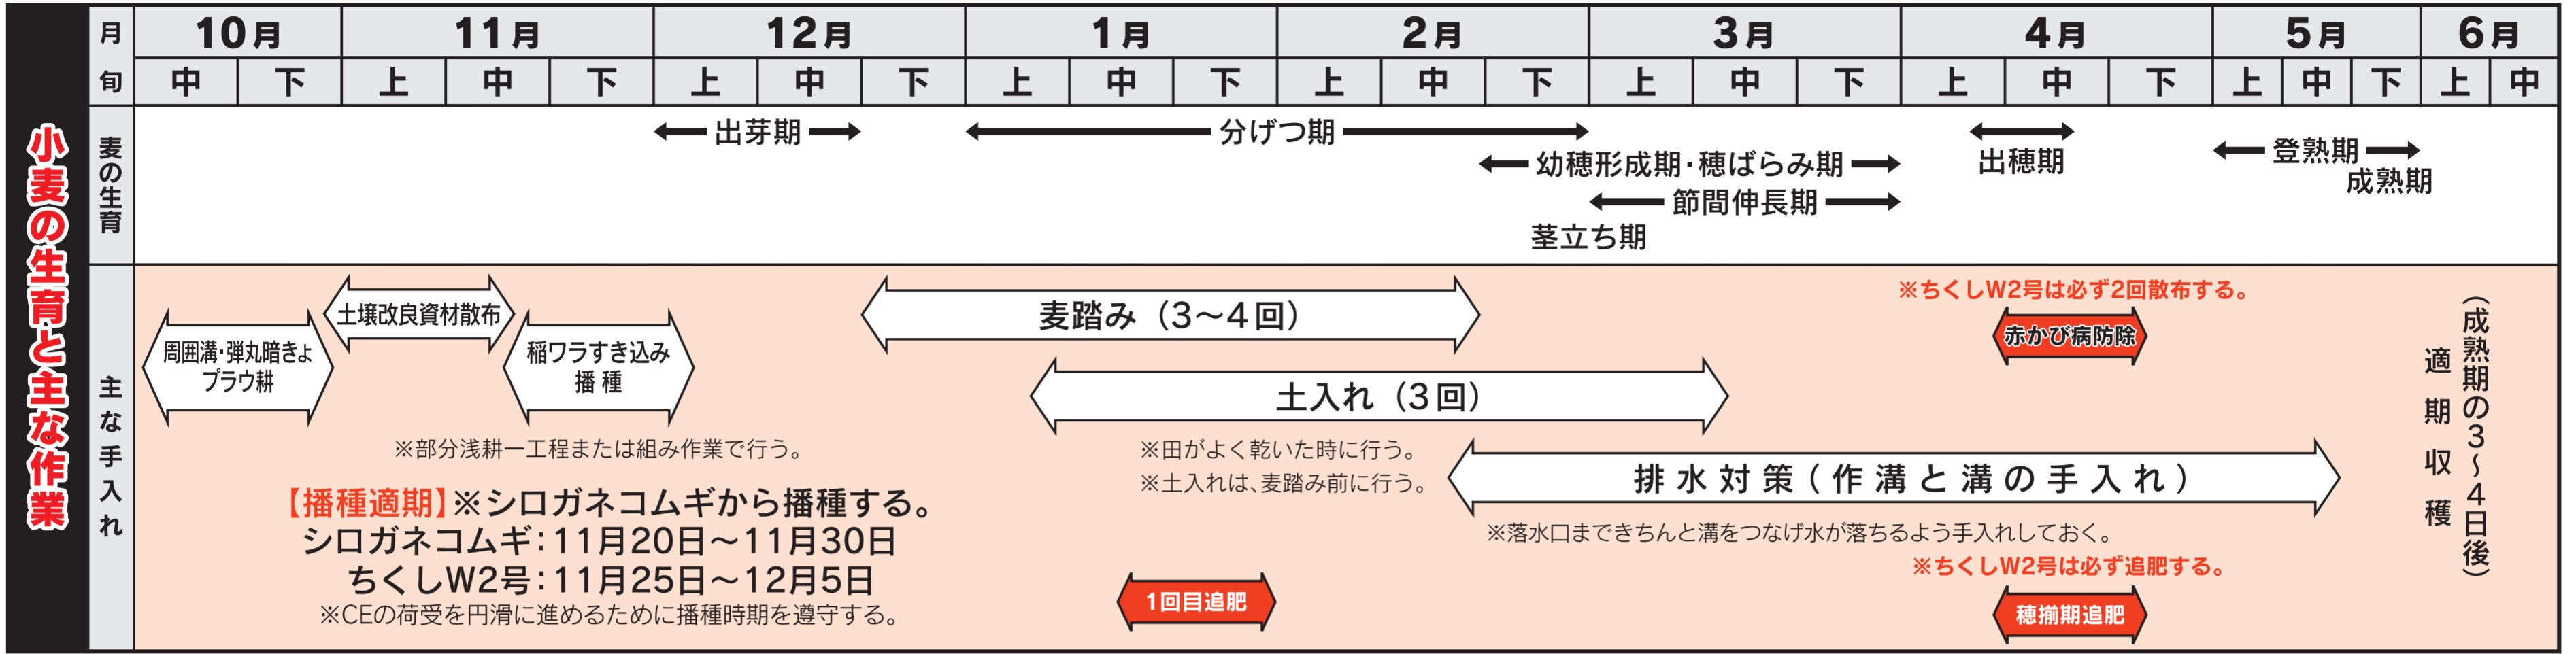 小麦の生育と主な作業
月
10月
11月
12月
1月
2月
3月
4月
5月
6月
旬
中
下
上
中
下
上
中
下
上
中
下
上
中
下
上
中
下
上
中
下
上
中
下
上
中
麦の生育
出芽期
分げつ期
幼穂形成期・穂ばらみ期
節間伸長期
茎立ち期
出穂期
登熟期
成熟期
主な手入れ
周囲溝・弾丸暗きょ
プラウ耕
土壌改良資材散布
稲ワラすき込み
播種
※部分浅耕一工程または組み作業で行う。
【播種適期】※シロガネコムギから播種する。
シロガネコムギ：11月20日～11月30日
ちくしW2号：11月25日～12月5日
※CEの荷受を円滑に進めるために播種時期を遵守する。
麦踏み（3～4回）
土入れ（3回）
※田がよく乾いた時に行う。
※土入れは、麦踏み前に行う。
1回目追肥
排水対策（作溝と溝の手入れ）
※落水口まできちんと溝をつなげ水が落ちるよう手入れしておく。
※ちくしW2号は必ず2回散布する。
赤かび病防除
※ちくしW2号は必ず追肥する。
穂揃期追肥
（成熟期の3～4日後）
適期収穫